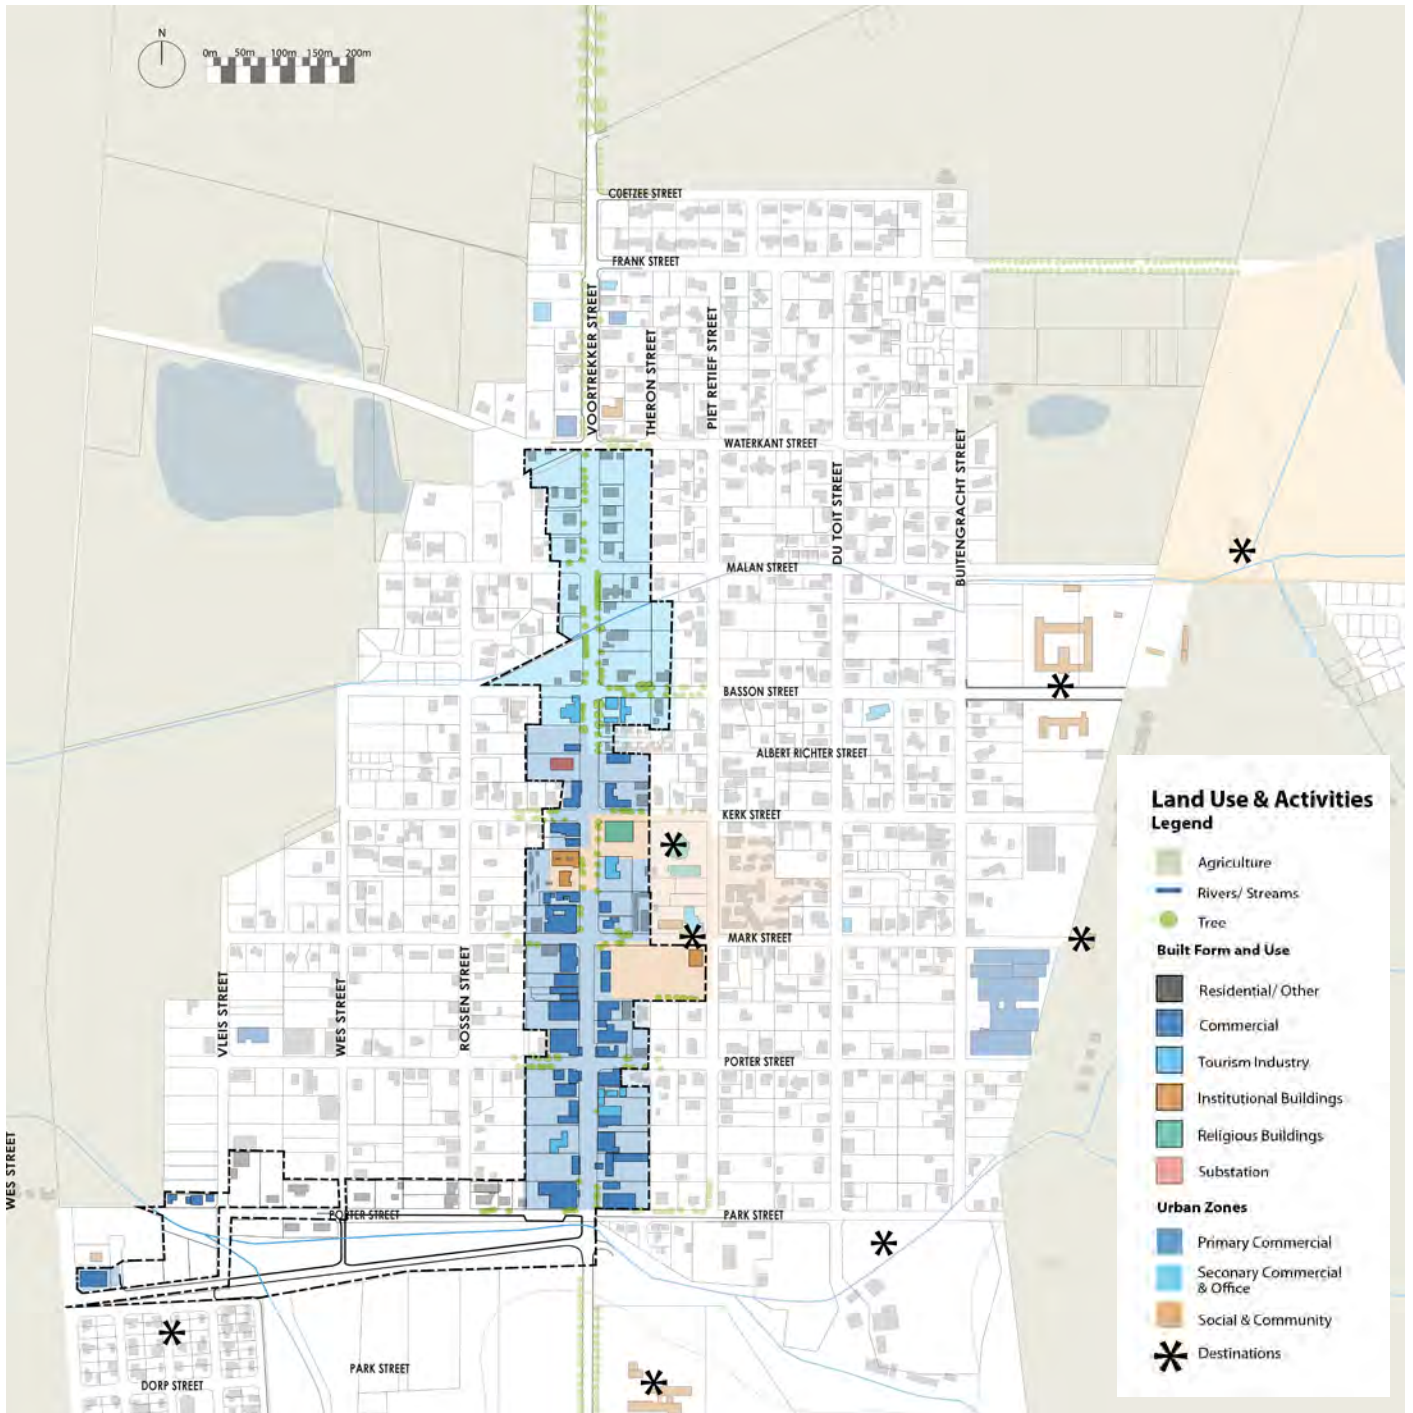 N
0m 50m 100m 150m 200m
COETZEE STREET
FRANK STREET
VOORTREKKER STREET
THERON STREET
PIET RETIEF STREET
WATERKANT STREET
DU TOIT STREET
BUITENGRACHT STREET
MALAN STREET
BASSON STREET
ALBERT RICHTER STREET
KERK STREET
MARK STREET
VLEIS STREET
WES STREET
ROSSEN STREET
PORTER STREET
WES STREET
PORTER STREET
PARK STREET
PARK STREET
DORP STREET
Land Use & Activities
Legend
Agriculture
Rivers/ Streams
Tree
Built Form and Use
Residential/ Other
Commercial
Tourism Industry
Institutional Buildings
Religious Buildings
Substation
Urban Zones
Primary Commercial
Seconary Commercial
& Office
Social & Community
Destinations